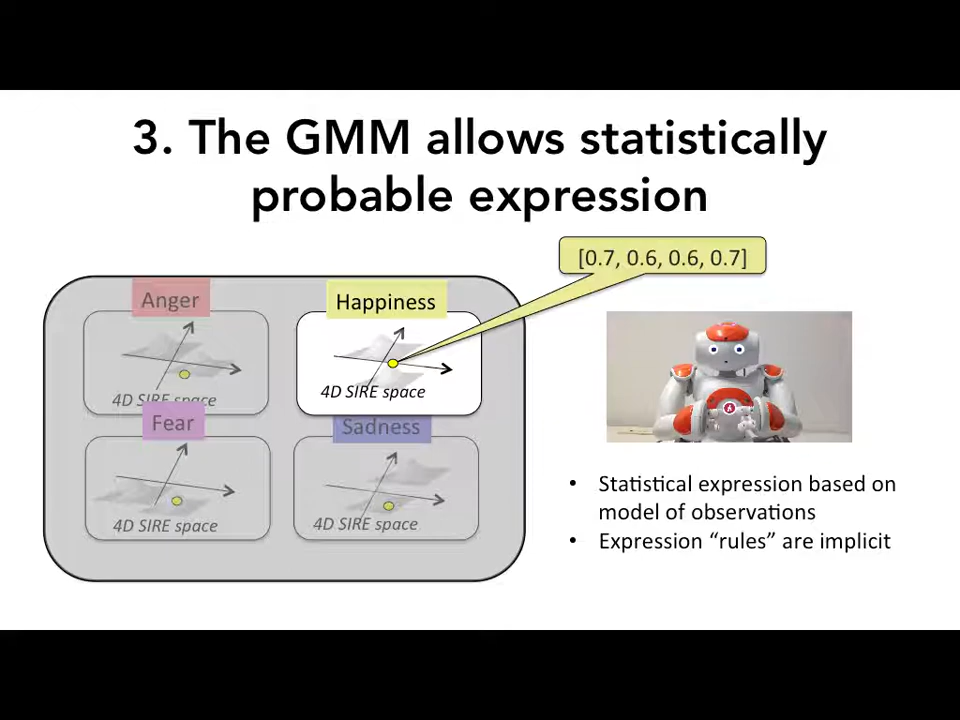 3. The GMM allows statistically
probable expression
[0.7, 0.6, 0.6, 0.7]
Anger
Happiness
4D SIRE space
4D SIRE space
Fear
Sadness
4D SIRE space
4D SIRE space
• Statistical expression based on
model of observations
• Expression “rules” are implicit